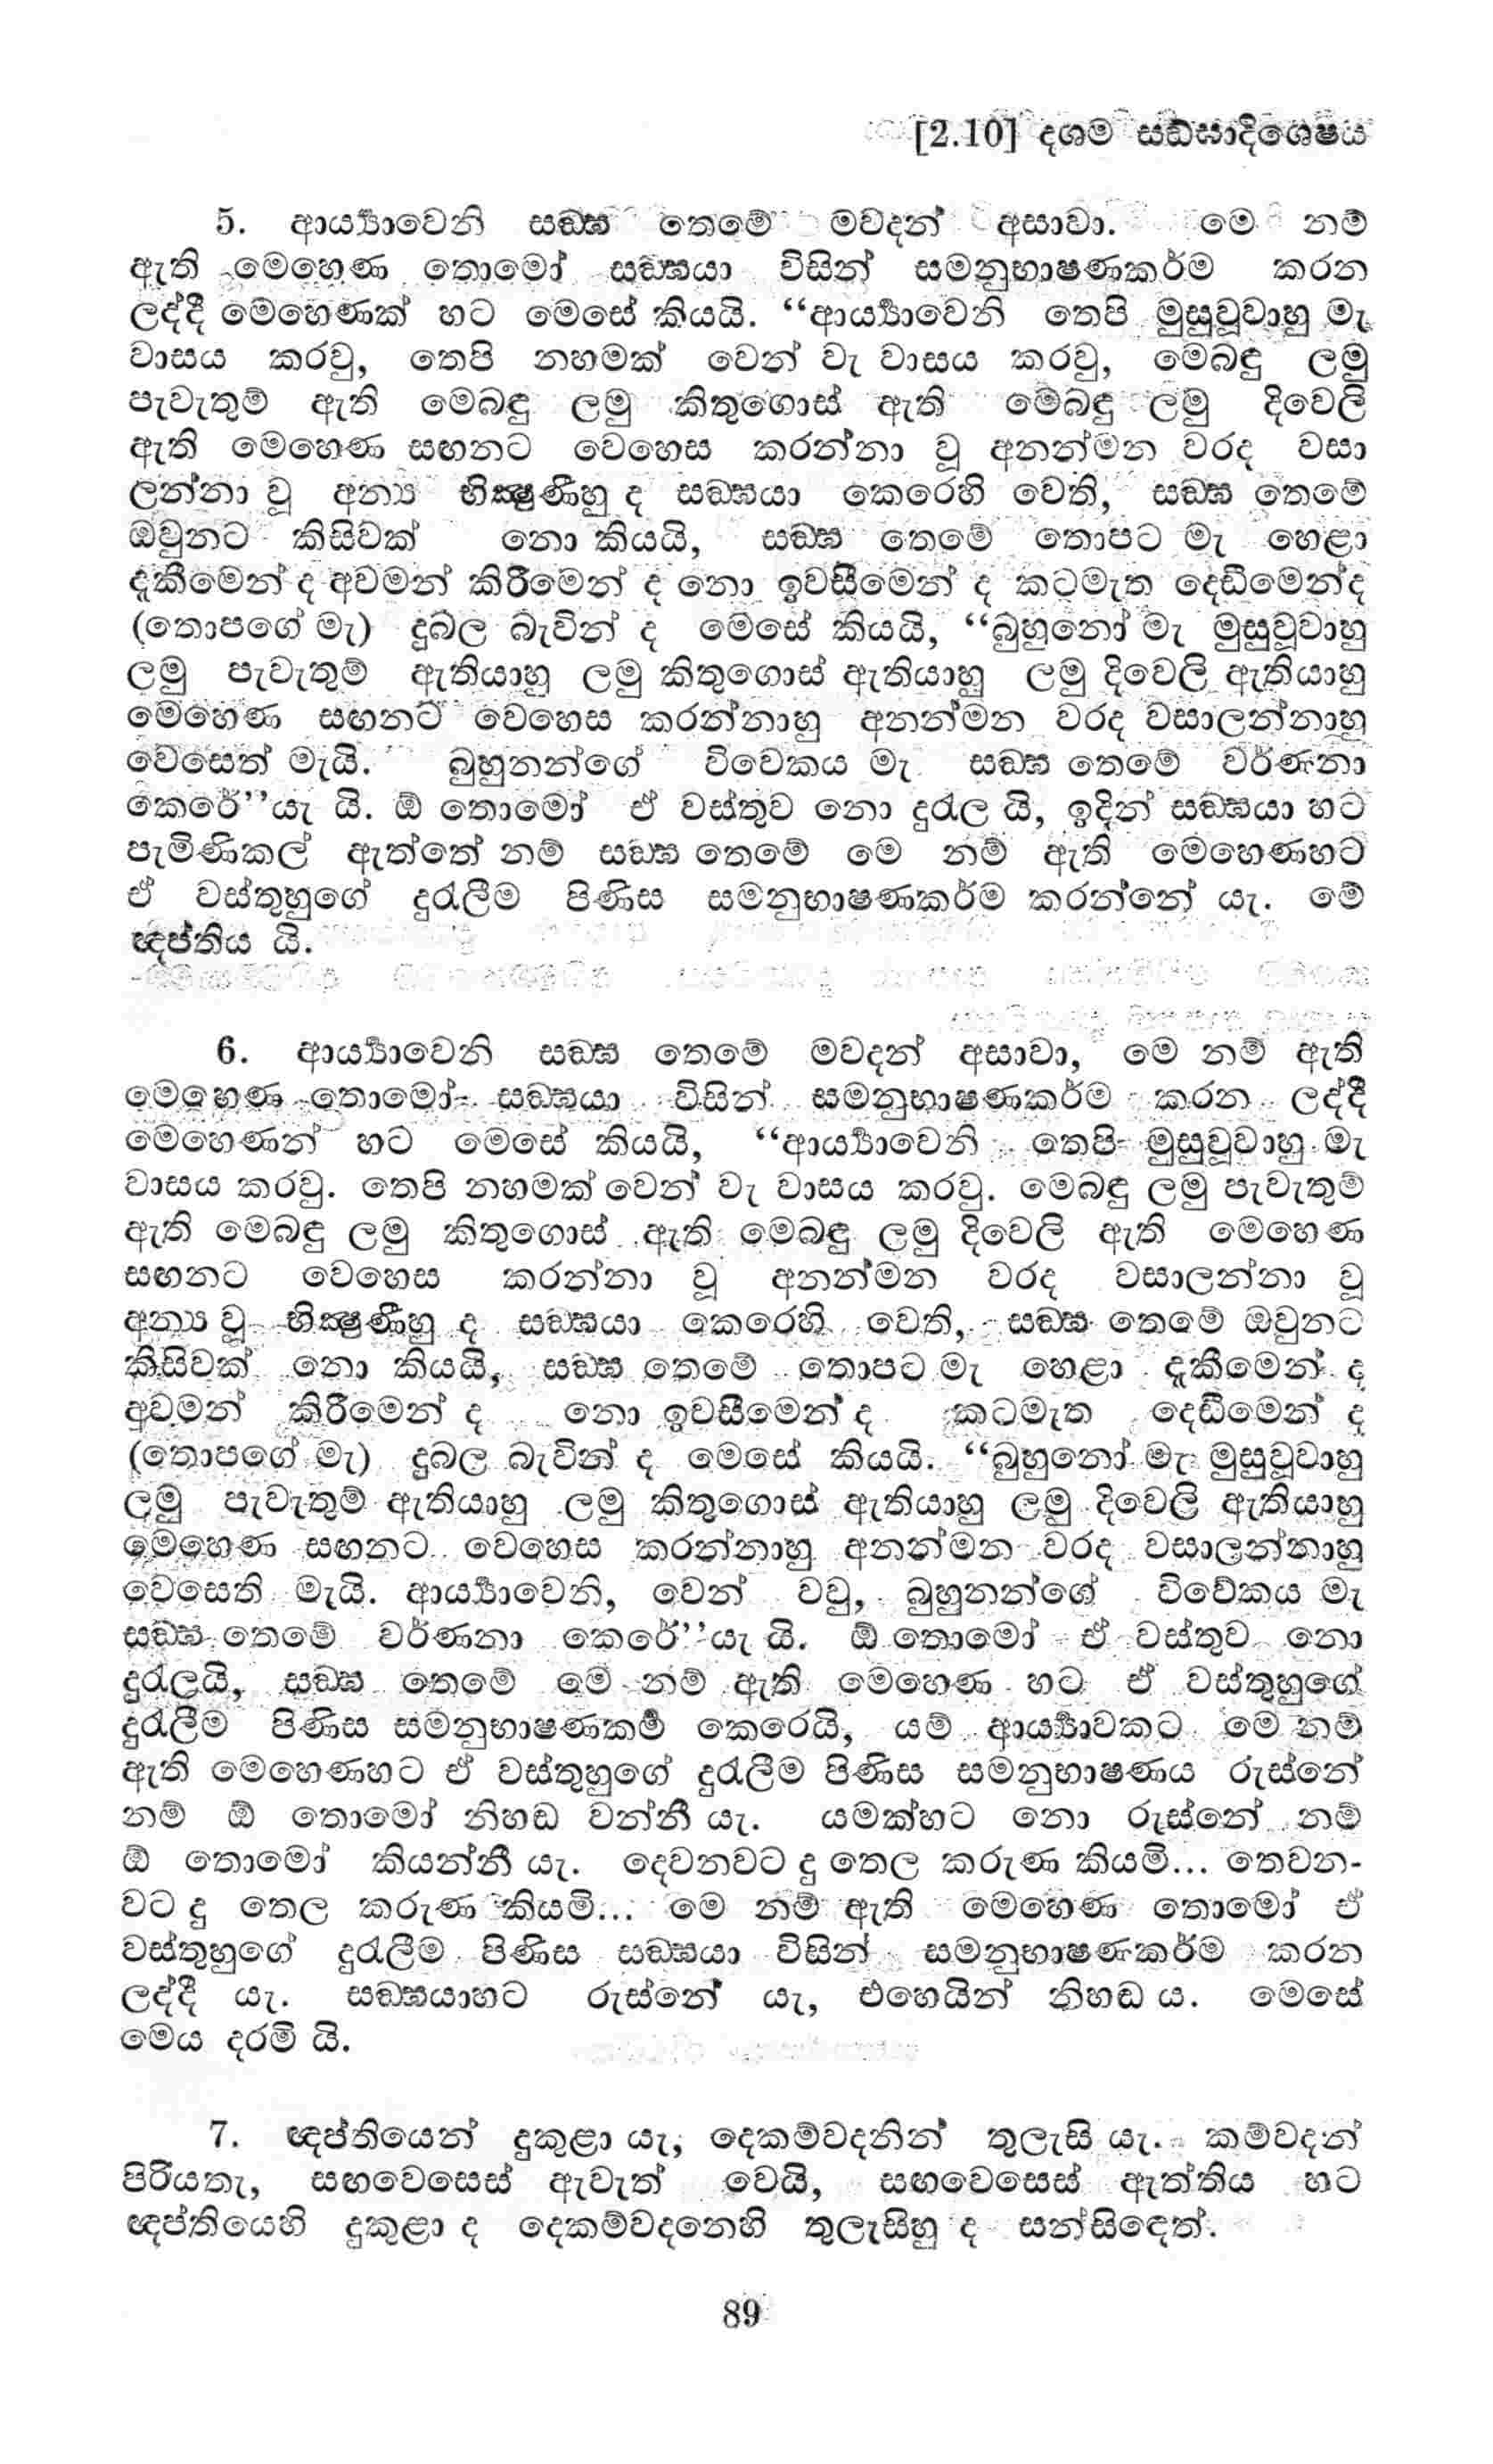 [2.10] දශම සඞ්ඝාදිශෙෂය
5. ආර්‍ය්‍යාවෙනි සඞ්ඝ තෙමේ මවදන් අසාවා. මෙ නම්
ඇති මෙහෙණ තොමෝ සඞ්ඝයා විසින් සමනුභාෂණකර්ම කරන
ලද්දී මෙහෙණක් හට මෙසේ කියයි. “ආර්‍ය්‍යාවෙනි තෙපි මුසුවූවාහු මැ
වාසය කරවු, තෙපි නහමක් වෙන් වැ වාසය කරවු, මෙබඳු ලමු
පැවැතුම් ඇති මෙබඳු ලමු කිතුගොස් ඇති මෙබඳු ලමු දිවෙලි
ඇති මෙහෙණ සඟනට වෙහෙස කරන්නා වූ අනන්මන වරද වසා
ලන්නා වූ අන්‍ය භික්‍ෂුණීහු ද සඞ්ඝයා කෙරෙහි වෙති, සඞ්ඝ තෙමේ
ඔවුනට කිසිවක් නො කියයි, සඞ්ඝ තෙමේ තොපට මැ හෙළා
දැකීමෙන් ද අවමන් කිරීමෙන් ද නො ඉවසීමෙන් ද කටමැත දෙඩීමෙන්ද
(තොපගේ මැ) දුබල බැවින් ද මෙසේ කියයි, “බුහුනෝ මැ මුසුවූවාහු
ලමු පැවැතුම් ඇතියාහු ලමු කිතුගොස් ඇතියාහු ලමු දිවෙලි ඇතියාහු
මෙහෙණ සඟනට වෙහෙස කරන්නාහු අනන්මන වරද වසාලන්නාහු
වෙසෙත් මැයි. බුහුනන්ගේ විවෙකය මැ සඞ්ඝ තෙමේ වර්ණනා
කෙරේ”යැ යි. ඕ තොමෝ ඒ වස්තුව නො දුරැල යි, ඉදින් සඞ්ඝයා හට
පැමිණිකල් ඇත්තේ නම් සඞ්ඝ තෙමේ මෙ නම් ඇති මෙහෙණහට
ඒ වස්තුහුගේ දුරැලීම පිණිස සමනුභාෂණකර්ම කරන්නේ යැ. මේ
ඥප්තිය යි.
6. ආර්‍ය්‍යාවෙනි සඞ්ඝ තෙමේ මවදන් අසාවා, මෙ නම් ඇති
මෙහෙණ තොමෝ සඞ්ඝයා විසින් සමනුභාෂණකර්ම කරන ලද්දී
මෙහෙණන් හට මෙසේ කියයි, “ආර්‍ය්‍යාවෙනි තෙපි මුසුවූවාහු මැ
වාසය කරවු. තෙපි නහමක් වෙන් වැ වාසය කරවු. මෙබඳු ලමු පැවැතුම්
ඇති මෙබඳු ලමු කිතුගොස් ඇති මෙබඳු ලමු දිවෙලි ඇති මෙහෙණ
සඟනට වෙහෙස කරන්නා වූ අනන්මන වරද වසාලන්නා වූ
අන්‍ය වූ භික්‍ෂුණීහු ද සඞ්ඝයා කෙරෙහි වෙති, සඞ්ඝ තෙමේ ඔවුනට
කිසිවක් නො කියයි, සඞ්ඝ තෙමේ තොපට මැ හෙළා දැකීමෙන් ද
අවමන් කිරීමෙන් ද නො ඉවසීමෙන් ද කටමැත දෙඩීමෙන් ද
(තොපගේ මැ) දුබල බැවින් ද මෙසේ කියයි. “බුහුනෝ මැ මුසුවූවාහු
ලමු පැවැතුම් ඇතියාහු ලමු කිතුගොස් ඇතියාහු ලමු දිවෙලි ඇතියාහු
මෙහෙණ සඟනට වෙහෙස කරන්නාහු අනන්මන වරද වසාලන්නාහු
වෙසෙති මැයි. ආර්‍ය්‍යාවෙනි, වෙන් වවු, බුහුනන්ගේ විවේකය මැ
සඞ්ඝ තෙමේ වර්ණනා කෙරේ”යැ යි. ඕ තොමෝ ඒ වස්තුව නො
දුරැලයි, සඞ්ඝ තෙමේ මෙ නම් ඇති මෙහෙණ හට ඒ වස්තුහුගේ
දුරැලීම පිණිස සමනුභාෂණකර්‍ම කෙරෙයි, යම් ආර්‍ය්‍යාවකට මෙ නම්
ඇති මෙහෙණහට ඒ වස්තුහුගේ දුරැලීම පිණිස සමනුභාෂණය රුස්නේ
නම් ඕ තොමෝ නිහඬ වන්නී යැ. යමක්හට නො රුස්නේ නම්
ඕ තොමෝ කියන්නී යැ. දෙවනවට දු තෙල කරුණ කියමි... තෙවන-
වට දු තෙල කරුණ කියමි... මෙ නම් ඇති මෙහෙණ තොමෝ ඒ
වස්තුහුගේ දුරැලීම පිණිස සඞ්ඝයා විසින් සමනුභාෂණකර්ම කරන
ලද්දී යැ. සඞ්ඝයාහට රුස්නේ යැ, එහෙයින් නිහඬ ය. මෙසේ
මෙය දරමි යි.
7. ඥප්තියෙන් දුකුළා යැ, දෙකම්වදනින් තුලැසි යැ. කම්වදන්
පිරියතැ, සඟවෙසෙස් ඇවැත් වෙයි, සඟවෙසෙස් ඇත්තිය හට
ඥප්තියෙහි දුකුළා ද දෙකම්වදනෙහි තුලැසිහු ද සන්සිඳෙත්.
89